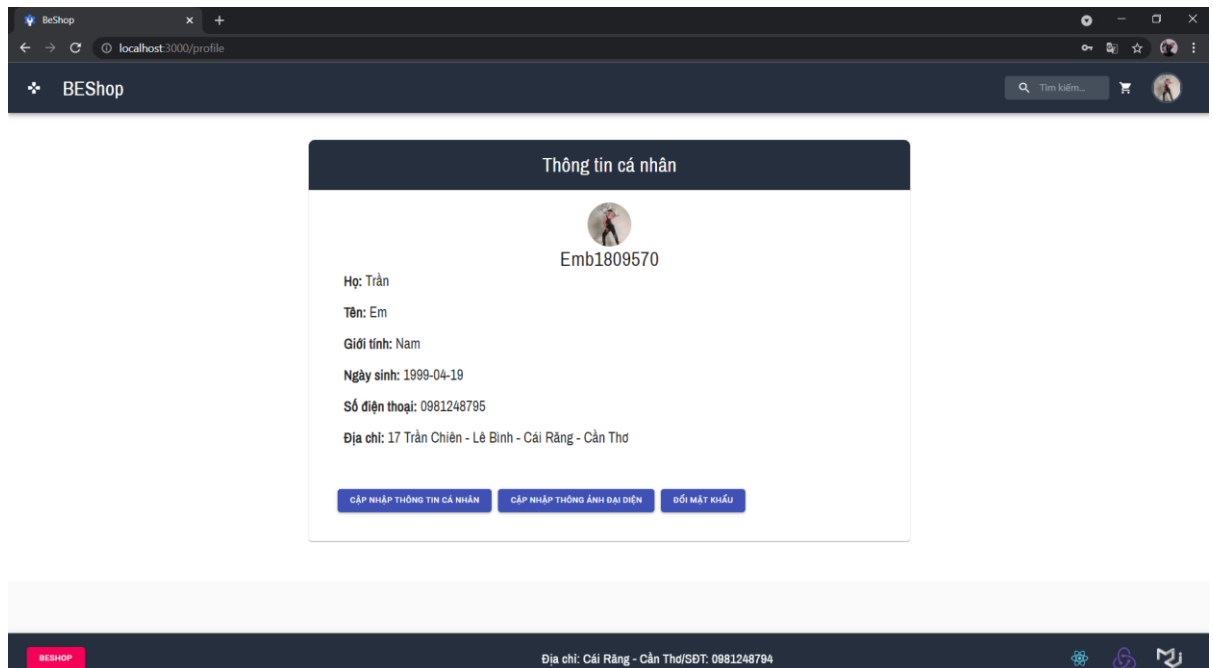 BeShop
localhost:3000/profile
BEShop
Tìm kiếm...
Thông tin cá nhân
Emb1809570
Họ: Trần
Tên: Em
Giới tính: Nam
Ngày sinh: 1999-04-19
Số điện thoại: 0981248795
Địa chỉ: 17 Trần Chiên - Lê Bình - Cái Răng - Cần Thơ
CẬP NHẬP THÔNG TIN CÁ NHÂN
CẬP NHẬP THÔNG ẢNH ĐẠI DIỆN
ĐỔI MẬT KHẨU
BESHOP
Địa chỉ: Cái Răng - Cần Thơ/SĐT: 0981248794